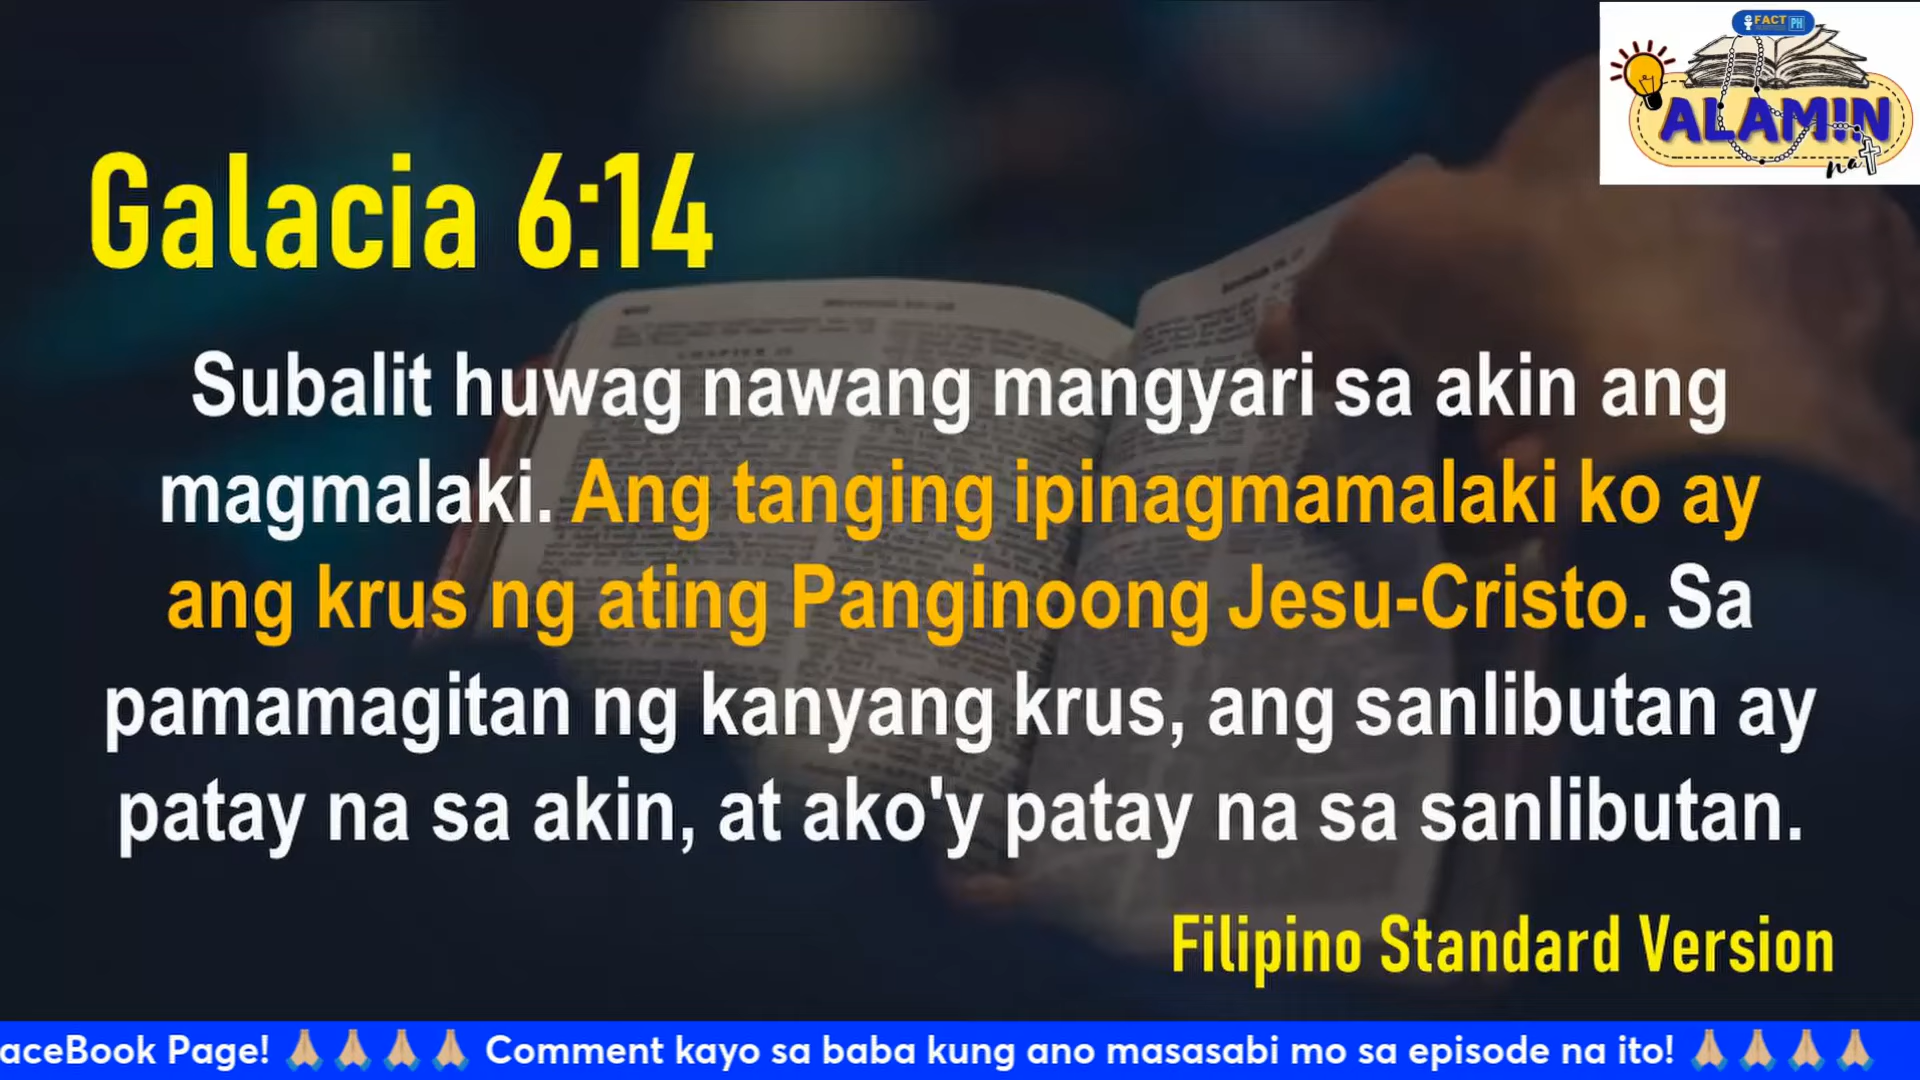 FACT PH
ALAM!N
na
Galacia 6:14
Subalit huwag nawang mangyari sa akin ang
magmalaki. Ang tanging ipinagmamalaki ko ay
ang krus ng ating Panginoong Jesu-Cristo. Sa
pamamagitan ng kanyang krus, ang sanlibutan ay
patay na sa akin, at ako'y patay na sa sanlibutan.
Filipino Standard Version
aceBook Page! 🙏🏼🙏🏼🙏🏼🙏🏼 Comment kayo sa baba kung ano masasabi mo sa episode na ito! 🙏🏼🙏🏼🙏🏼🙏🏼